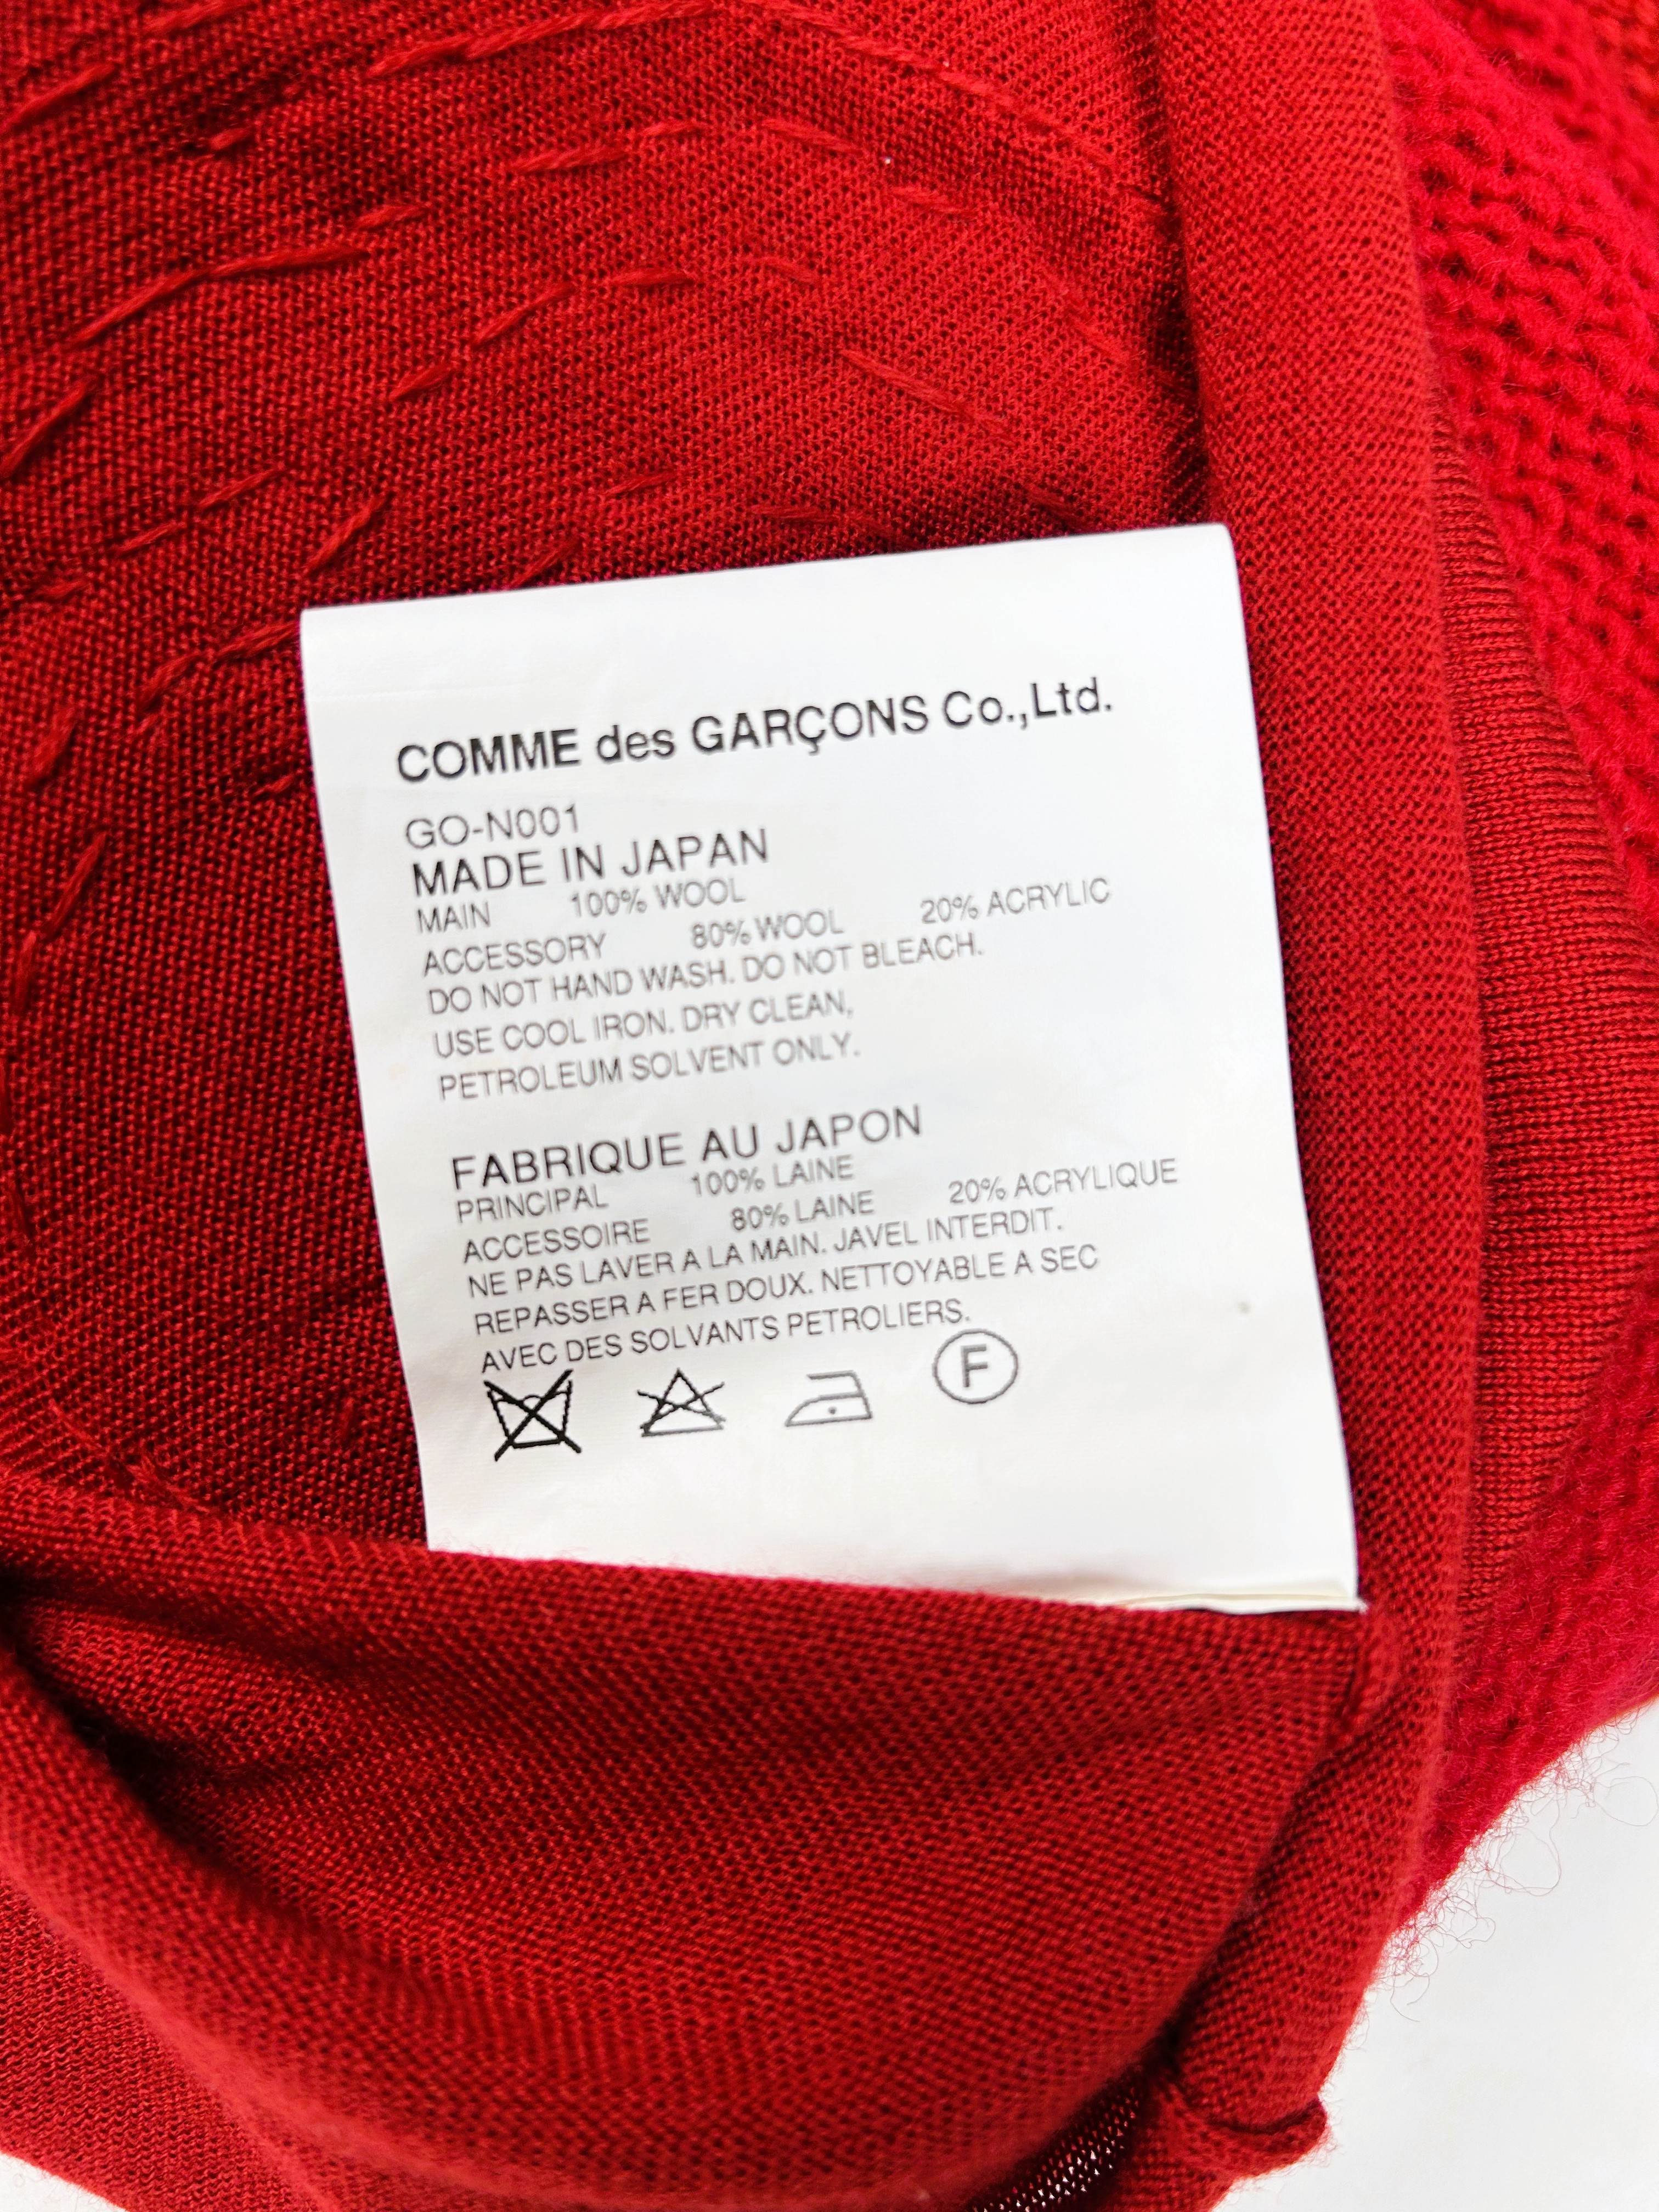 COMME des GARÇONS Co.,Ltd.
GO-N001
MADE IN JAPAN
MAIN 100% WOOL
ACCESSORY 80% WOOL 20% ACRYLIC
DO NOT HAND WASH. DO NOT BLEACH.
USE COOL IRON. DRY CLEAN,
PETROLEUM SOLVENT ONLY.
FABRIQUE AU JAPON
PRINCIPAL 100% LAINE
ACCESSOIRE 80% LAINE 20% ACRYLIQUE
NE PAS LAVER A LA MAIN. JAVEL INTERDIT.
REPASSER A FER DOUX. NETTOYABLE A SEC
AVEC DES SOLVANTS PETROLIERS.
F